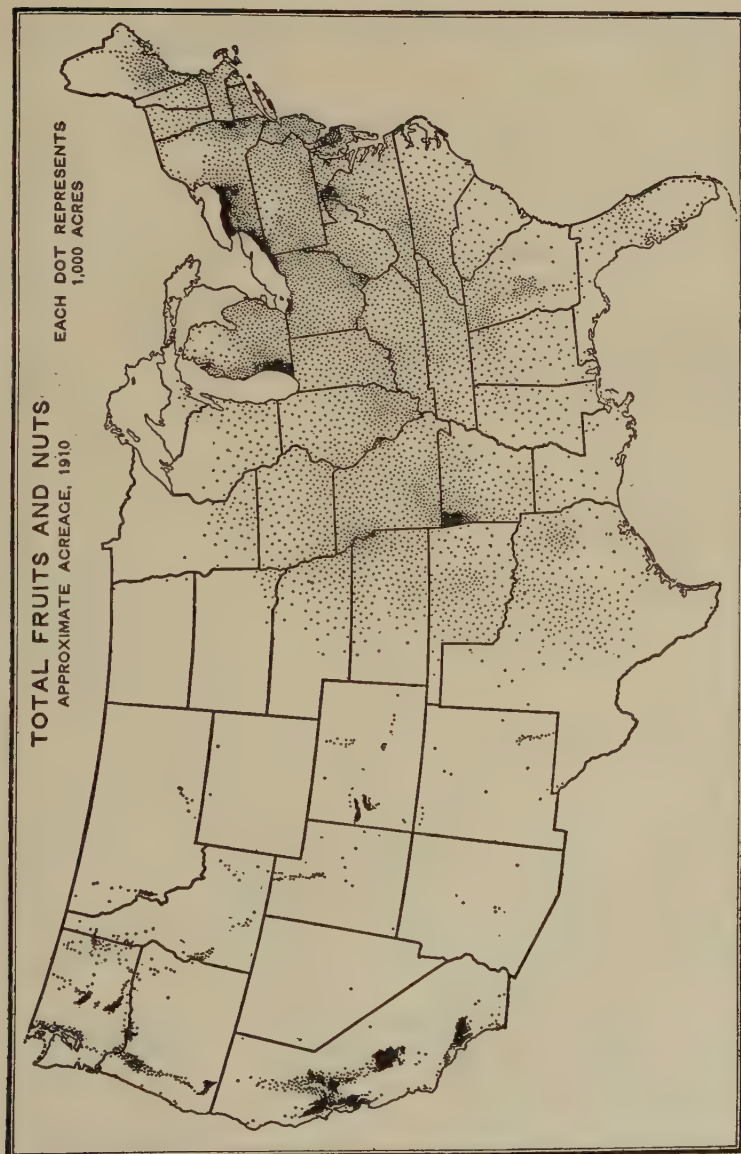 TOTAL FRUITS AND NUTS
APPROXIMATE ACREAGE, 1910
EACH DOT REPRESENTS
1,000 ACRES